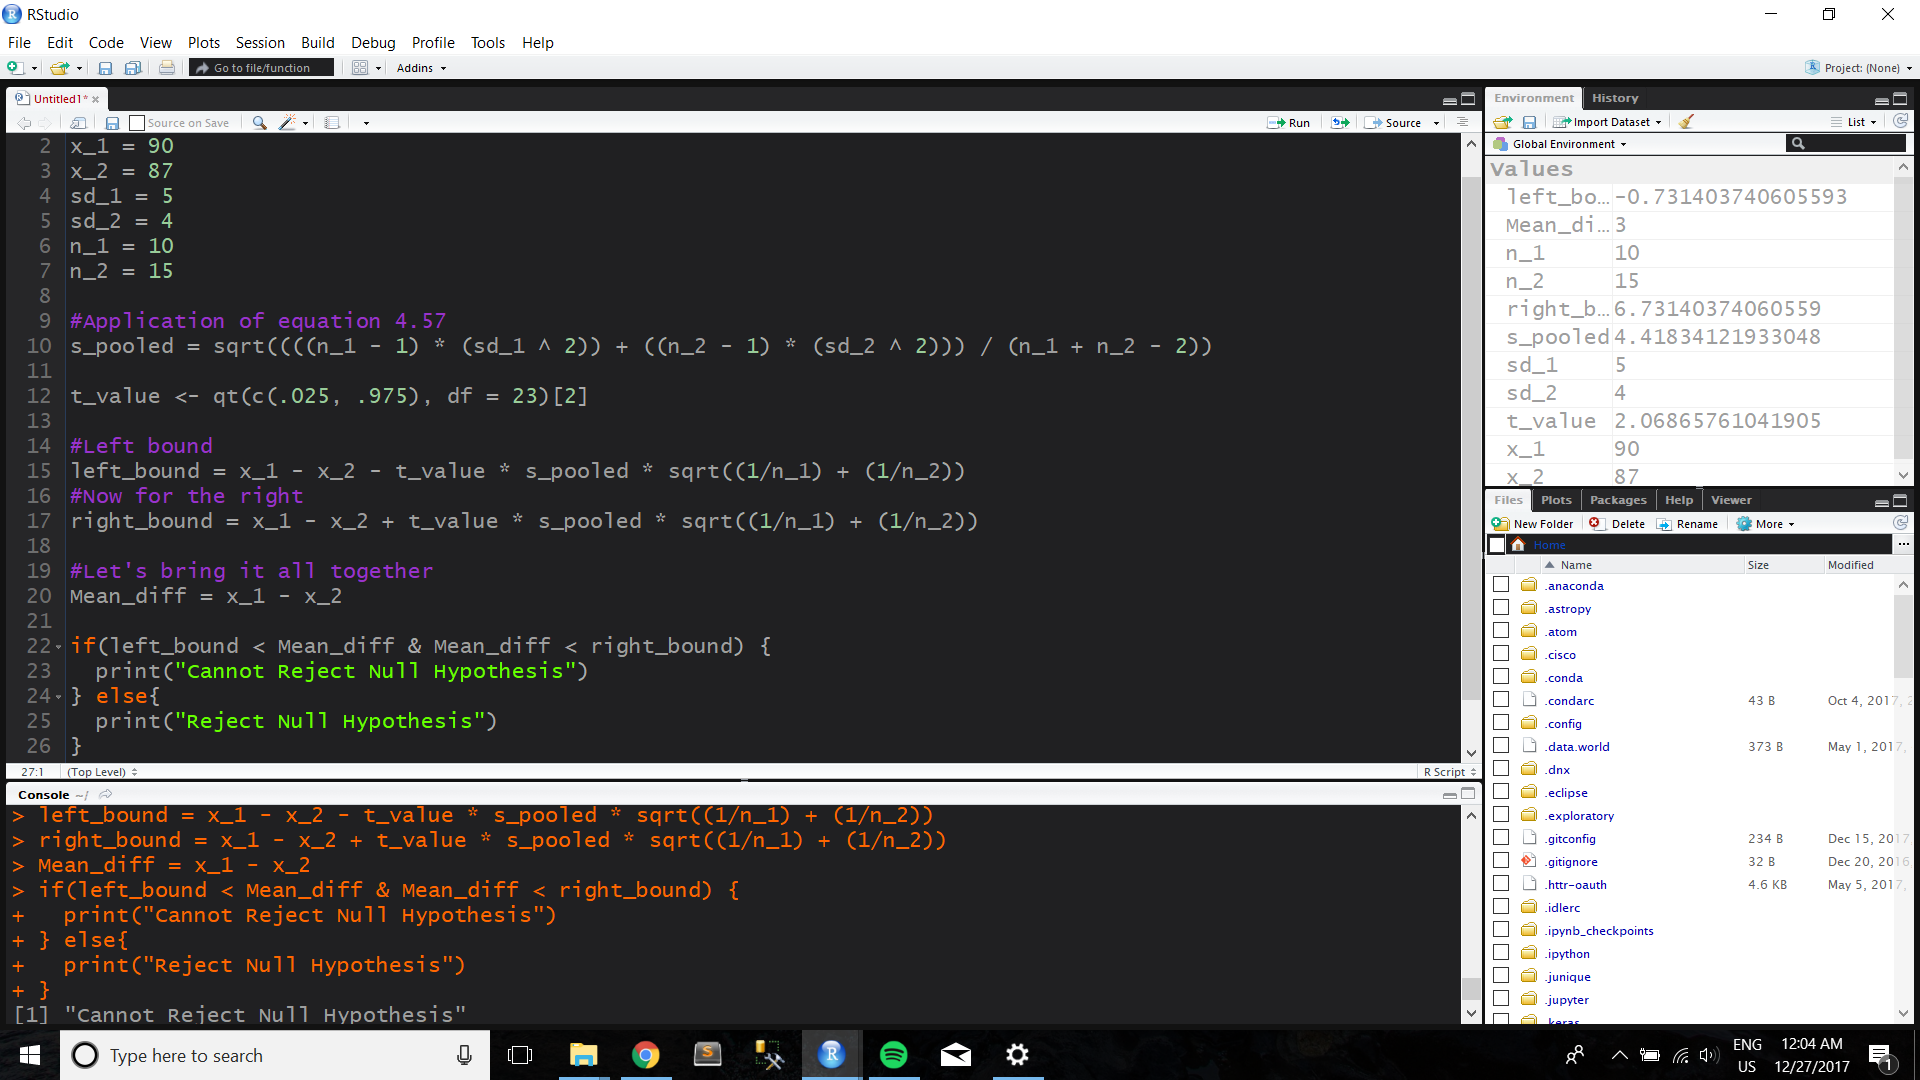 RStudio
File Edit Code View Plots Session Build Debug Profile Tools Help
Go to file/function Addins Project: (None)
Untitled1*
Source on Save Run Source
2 x_1 = 90
3 x_2 = 87
4 sd_1 = 5
5 sd_2 = 4
6 n_1 = 10
7 n_2 = 15
8
9 #Application of equation 4.57
10 s_pooled = sqrt((((n_1 - 1) * (sd_1 ^ 2)) + ((n_2 - 1) * (sd_2 ^ 2))) / (n_1 + n_2 - 2))
11
12 t_value <- qt(c(.025, .975), df = 23)[2]
13
14 #Left bound
15 left_bound = x_1 - x_2 - t_value * s_pooled * sqrt((1/n_1) + (1/n_2))
16 #Now for the right
17 right_bound = x_1 - x_2 + t_value * s_pooled * sqrt((1/n_1) + (1/n_2))
18
19 #Let's bring it all together
20 Mean_diff = x_1 - x_2
21
22 if(left_bound < Mean_diff & Mean_diff < right_bound) {
23   print("Cannot Reject Null Hypothesis")
24 } else{
25   print("Reject Null Hypothesis")
26 }
27:1 (Top Level) R Script
Console ~/
> left_bound = x_1 - x_2 - t_value * s_pooled * sqrt((1/n_1) + (1/n_2))
> right_bound = x_1 - x_2 + t_value * s_pooled * sqrt((1/n_1) + (1/n_2))
> Mean_diff = x_1 - x_2
> if(left_bound < Mean_diff & Mean_diff < right_bound) {
+   print("Cannot Reject Null Hypothesis")
+ } else{
+   print("Reject Null Hypothesis")
+ }
[1] "Cannot Reject Null Hypothesis"
Environment History
Import Dataset List
Global Environment
Values
left_bo… -0.731403740605593
Mean_di… 3
n_1 10
n_2 15
right_b… 6.73140374060559
s_pooled 4.41834121933048
sd_1 5
sd_2 4
t_value 2.06865761041905
x_1 90
x_2 87
Files Plots Packages Help Viewer
New Folder Delete Rename More
Home ...
Name Size Modified
.anaconda
.astropy
.atom
.cisco
.conda
.condarc 43 B Oct 4, 2017, 2
.config
.data.world 373 B May 1, 2017,
.dnx
.eclipse
.exploratory
.gitconfig 234 B Dec 15, 2017,
.gitignore 32 B Dec 20, 2016
.httr-oauth 4.6 KB May 5, 2017,
.idlerc
.ipynb_checkpoints
.ipython
.junique
.jupyter
.keras
Type here to search
ENG 12:04 AM
US 12/27/2017 1